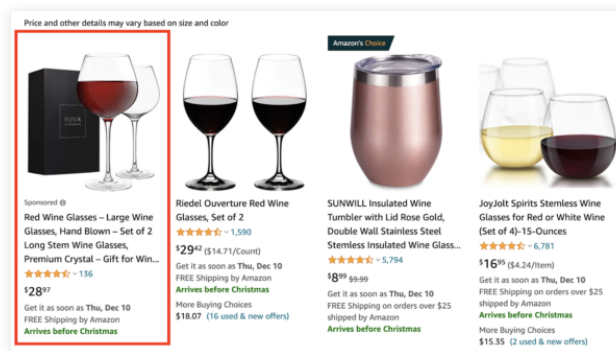 Price and other details may vary based on size and color
ELIXIR
Sponsored
Red Wine Glasses – Large Wine
Glasses, Hand Blown – Set of 2
Long Stem Wine Glasses,
Premium Crystal – Gift for Win...
136
$2897
Get it as soon as Thu, Dec 10
FREE Shipping by Amazon
Arrives before Christmas
Riedel Ouverture Red Wine
Glasses, Set of 2
1,590
$2942 ($14.71/Count)
Get it as soon as Thu, Dec 10
FREE Shipping by Amazon
Arrives before Christmas
More Buying Choices
$18.07 (16 used & new offers)
Amazon's Choice
SUNWILL Insulated Wine
Tumbler with Lid Rose Gold,
Double Wall Stainless Steel
Stemless Insulated Wine Glass...
5,794
$899 $9.99
Get it as soon as Thu, Dec 10
FREE Shipping on orders over $25
shipped by Amazon
Arrives before Christmas
JoyJolt Spirits Stemless Wine
Glasses for Red or White Wine
(Set of 4)-15-Ounces
6,781
$1695 ($4.24/Item)
Get it as soon as Thu, Dec 10
FREE Shipping on orders over $25
shipped by Amazon
Arrives before Christmas
More Buying Choices
$15.35 (2 used & new offers)